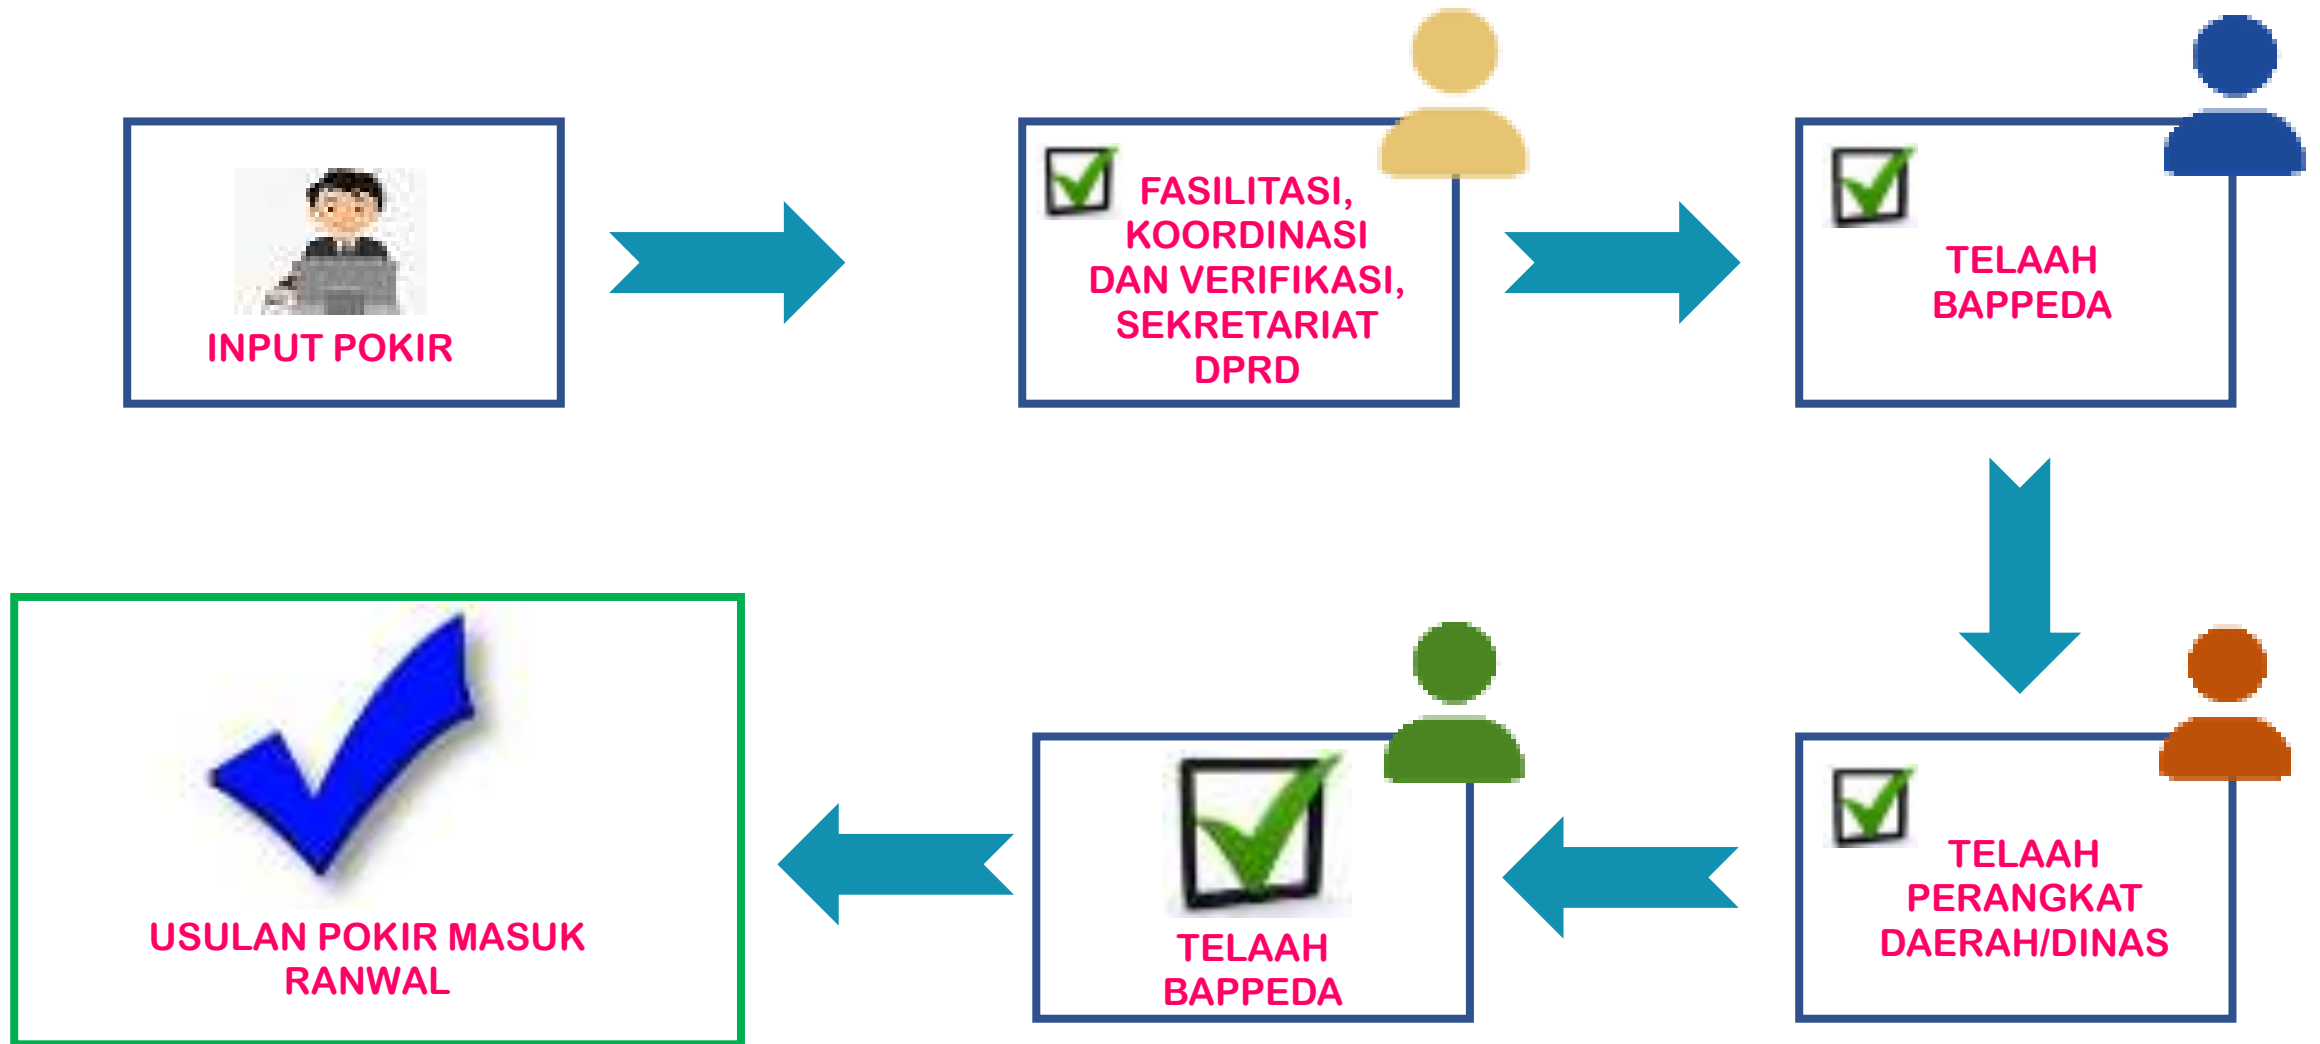 INPUT POKIR
FASILITASI,
KOORDINASI
DAN VERIFIKASI,
SEKRETARIAT
DPRD
TELAAH
BAPPEDA
TELAAH
PERANGKAT
DAERAH/DINAS
TELAAH
BAPPEDA
USULAN POKIR MASUK
RANWAL